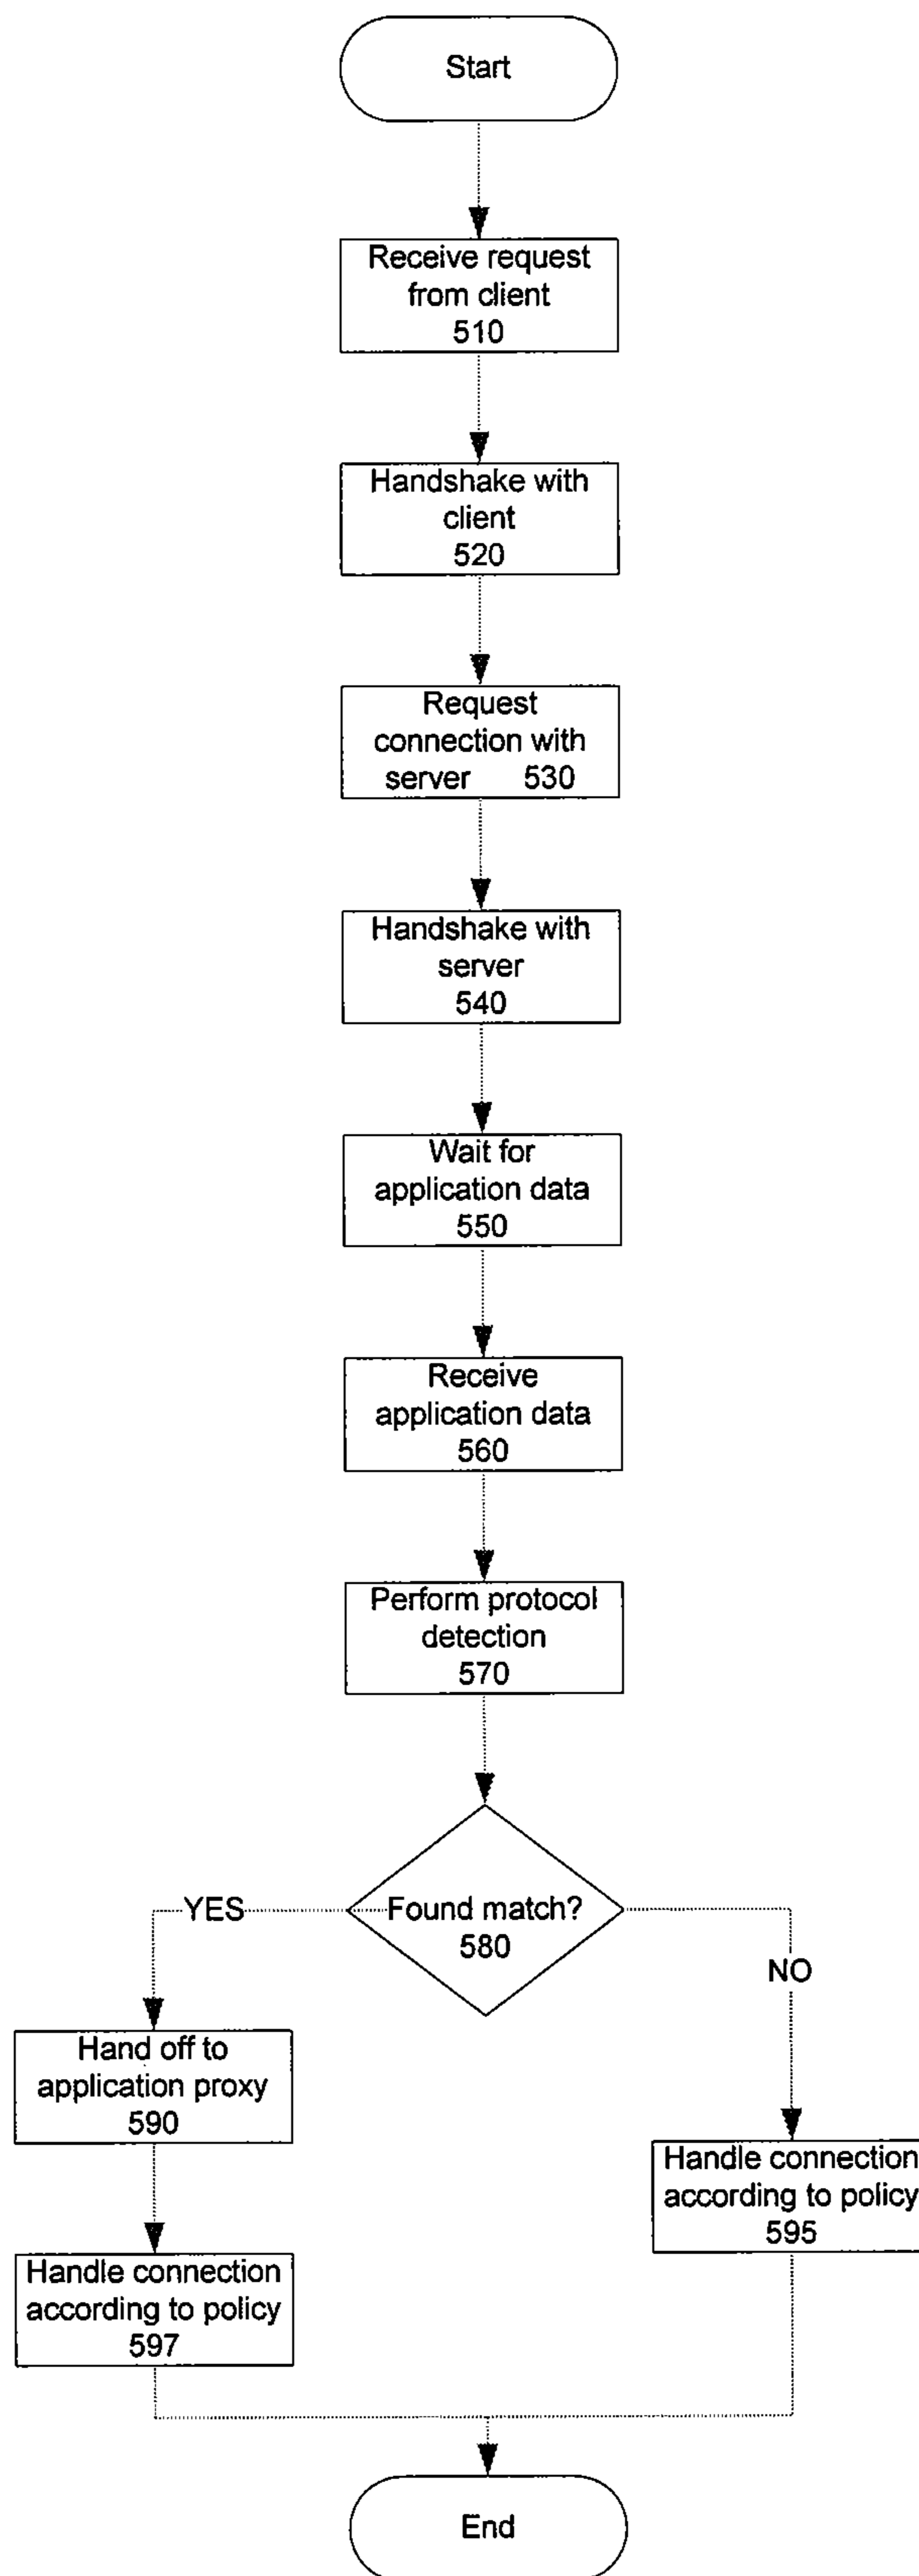 Start
Receive request
from client
510
Handshake with
client
520
Request
connection with
server 530
Handshake with
server
540
Wait for
application data
550
Receive
application data
560
Perform protocol
detection
570
Found match?
580
YES
NO
Hand off to
application proxy
590
Handle connection
according to policy
595
Handle connection
according to policy
597
End